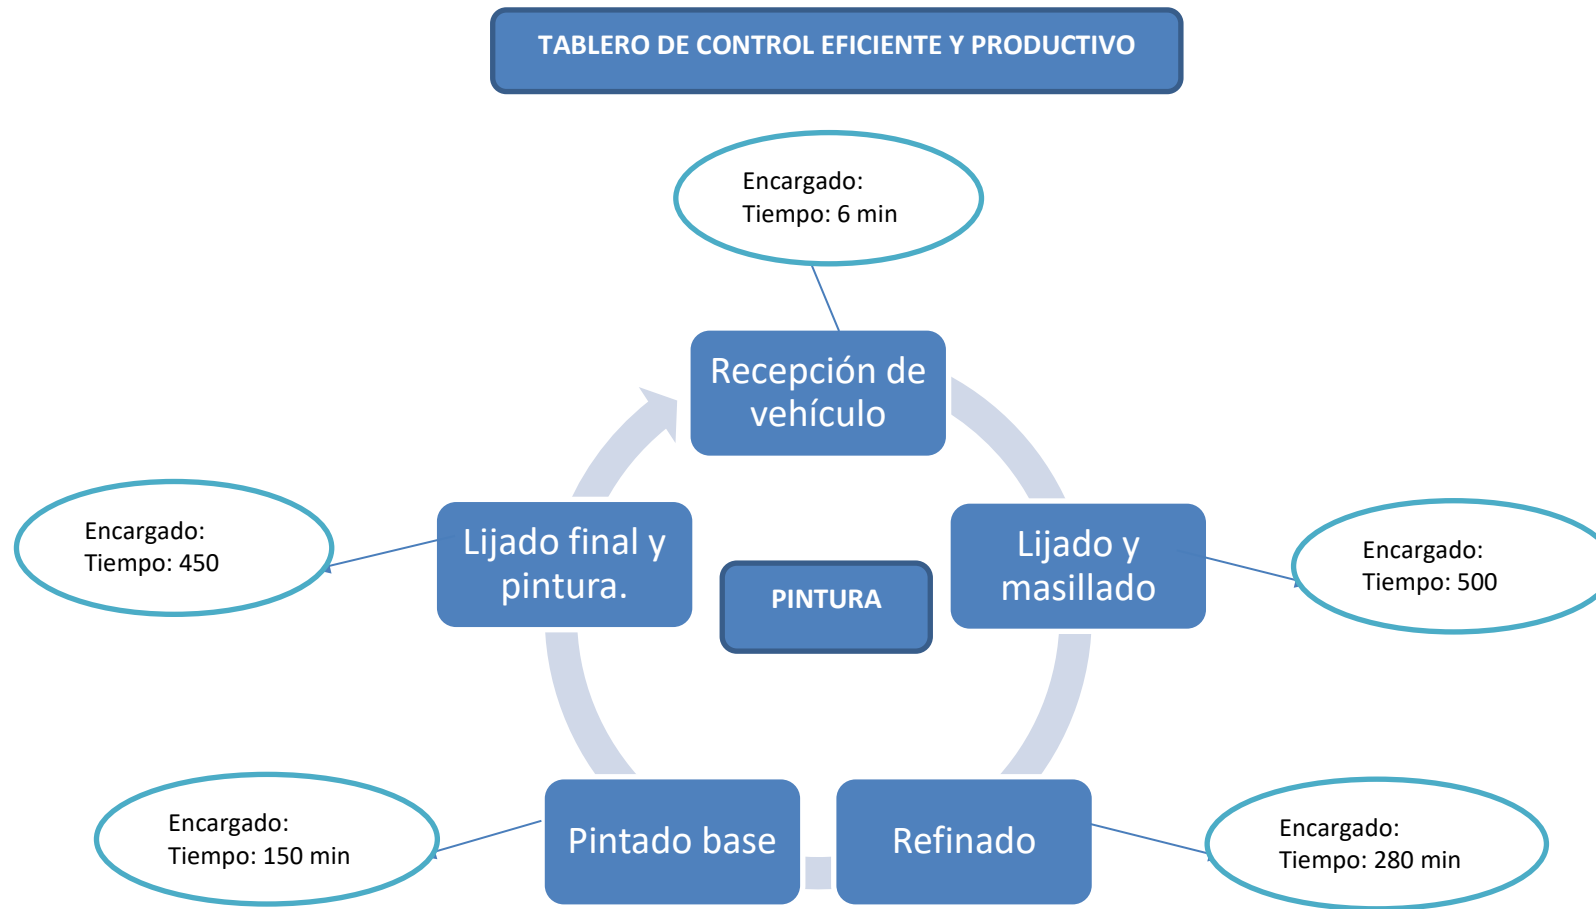 TABLERO DE CONTROL EFICIENTE Y PRODUCTIVO
Encargado:
Tiempo: 6 min
Recepción de
vehículo
Lijado y
masillado
Encargado:
Tiempo: 500
Refinado
Encargado:
Tiempo: 280 min
Pintado base
Encargado:
Tiempo: 150 min
Lijado final y
pintura.
Encargado:
Tiempo: 450
PINTURA